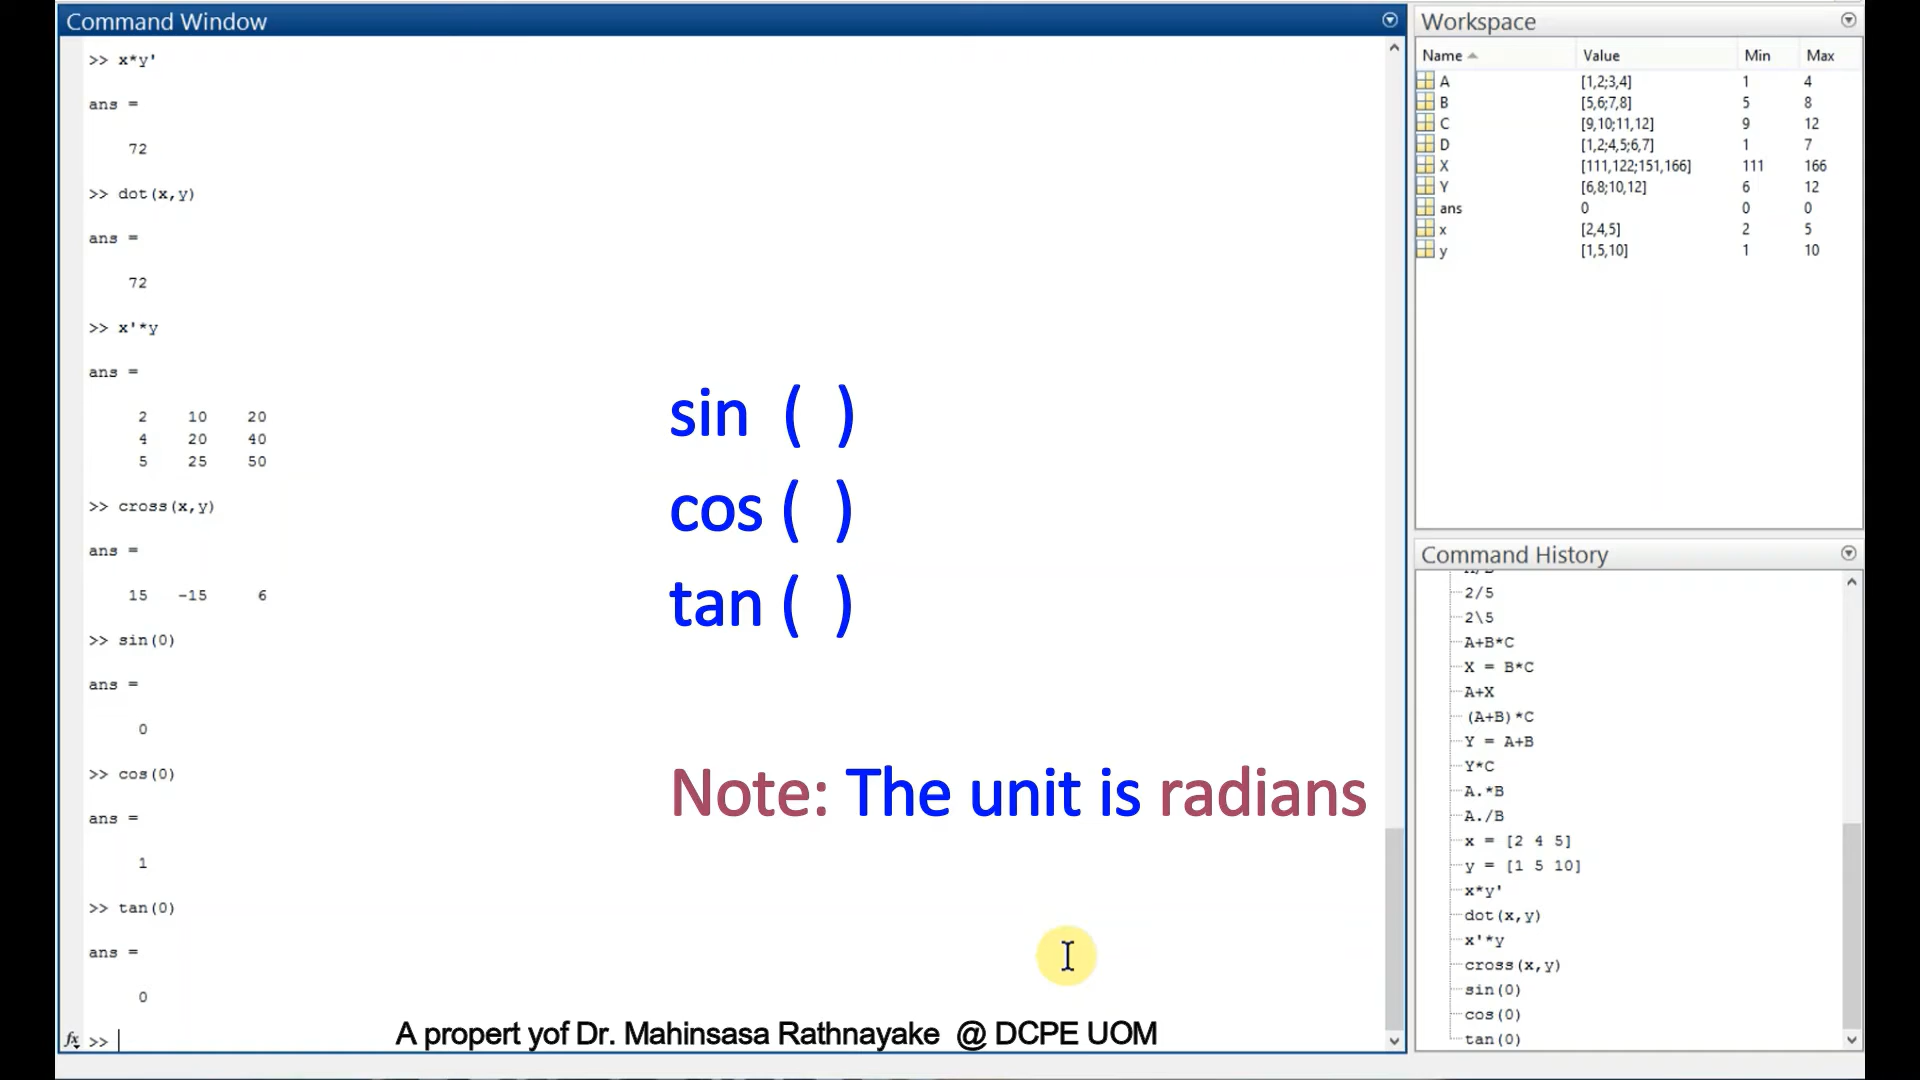 Command Window
>> x*y'
ans =
72
>> dot(x,y)
ans =
72
>> x'*y
ans =
2 10 20
4 20 40
5 25 50
>> cross(x,y)
ans =
15 -15 6
>> sin(0)
ans =
0
>> cos(0)
ans =
1
>> tan(0)
ans =
0
fx >>
sin ( )
cos ( )
tan ( )
Note: The unit is radians
A propert yof Dr. Mahinsasa Rathnayake @ DCPE UOM
Workspace
Name Value Min Max
A [1,2;3,4] 1 4
B [5,6;7,8] 5 8
C [9,10;11,12] 9 12
D [1,2;4,5;6,7] 1 7
X [111,122;151,166] 111 166
Y [6,8;10,12] 6 12
ans 0 0 0
x [2,4,5] 2 5
y [1,5,10] 1 10
Command History
2/5
2\5
A+B*C
X = B*C
A+X
(A+B)*C
Y = A+B
Y*C
A.*B
A./B
x = [2 4 5]
y = [1 5 10]
x*y'
dot(x,y)
x'*y
cross(x,y)
sin(0)
cos(0)
tan(0)